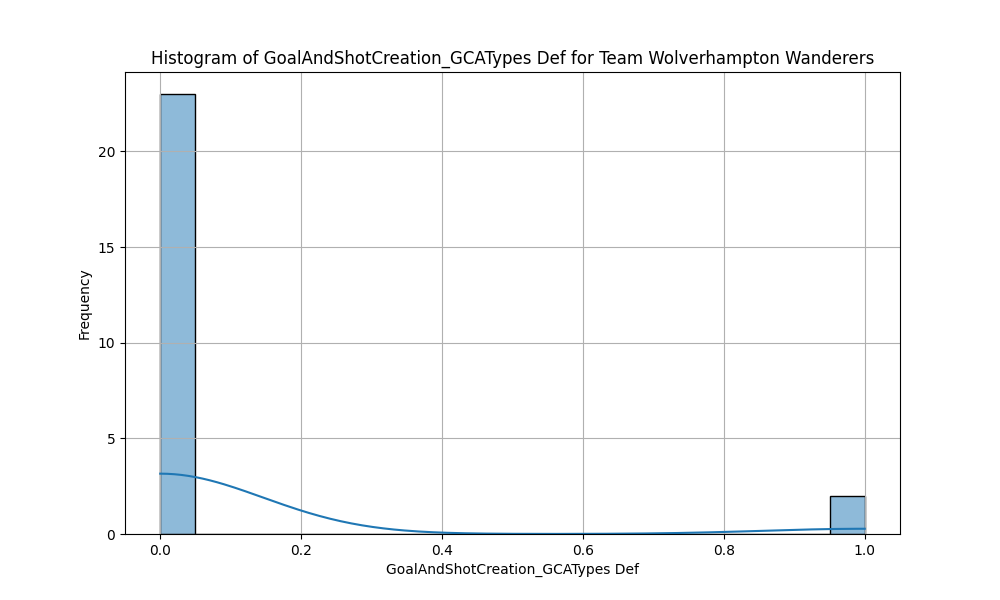 Histogram of GoalAndShotCreation_GCATypes Def for Team Wolverhampton Wanderers
Frequency
20
15
10
5
0
0.0 0.2 0.4 0.6 0.8 1.0
GoalAndShotCreation_GCATypes Def